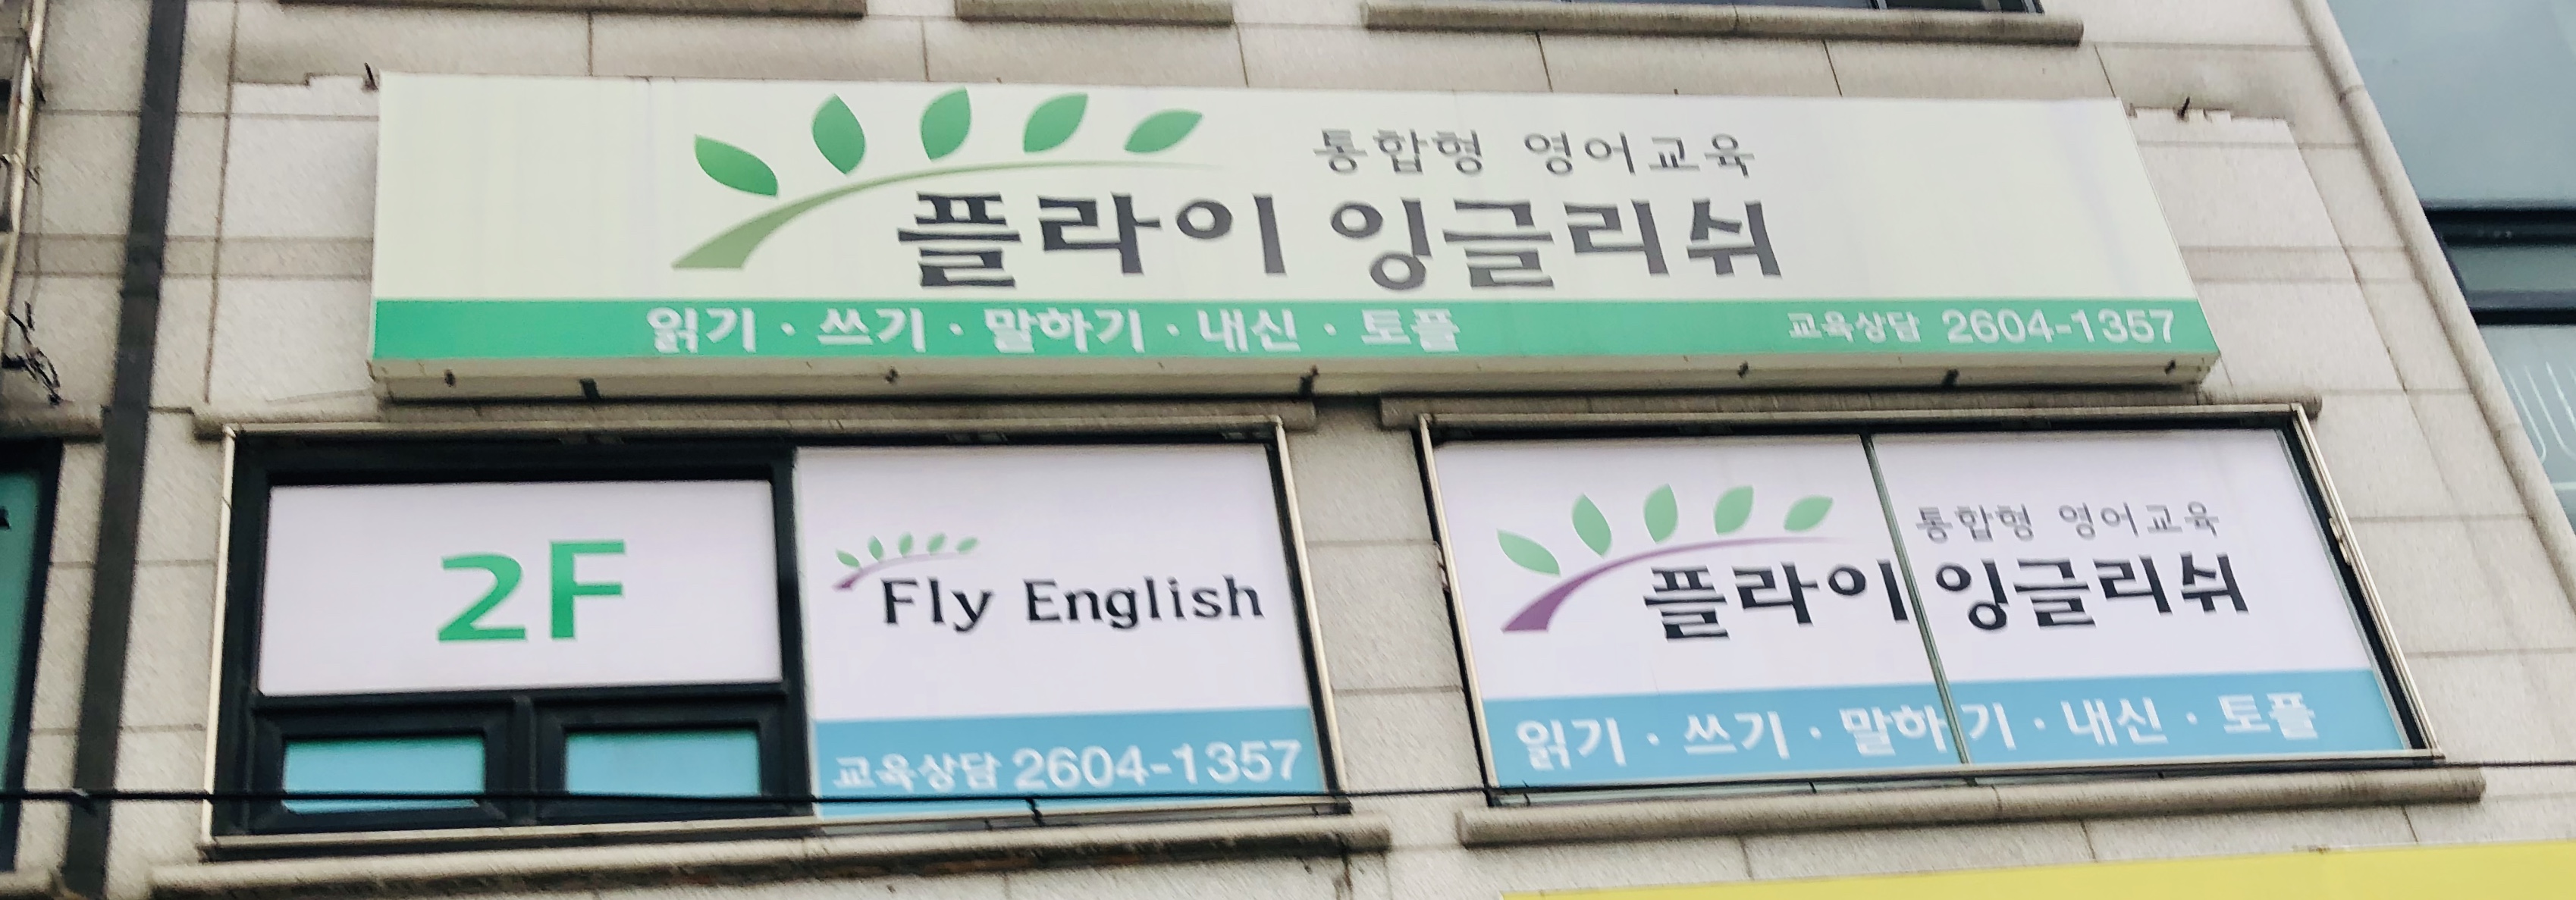 통합형 영어교육
플라이 잉글리쉬
읽기 · 쓰기 · 말하기 · 내신 · 토플
교육상담 2604-1357
2F
Fly English
교육상담 2604-1357
통합형 영어교육
플라이 잉글리쉬
읽기 · 쓰기 · 말하기 · 내신 · 토플